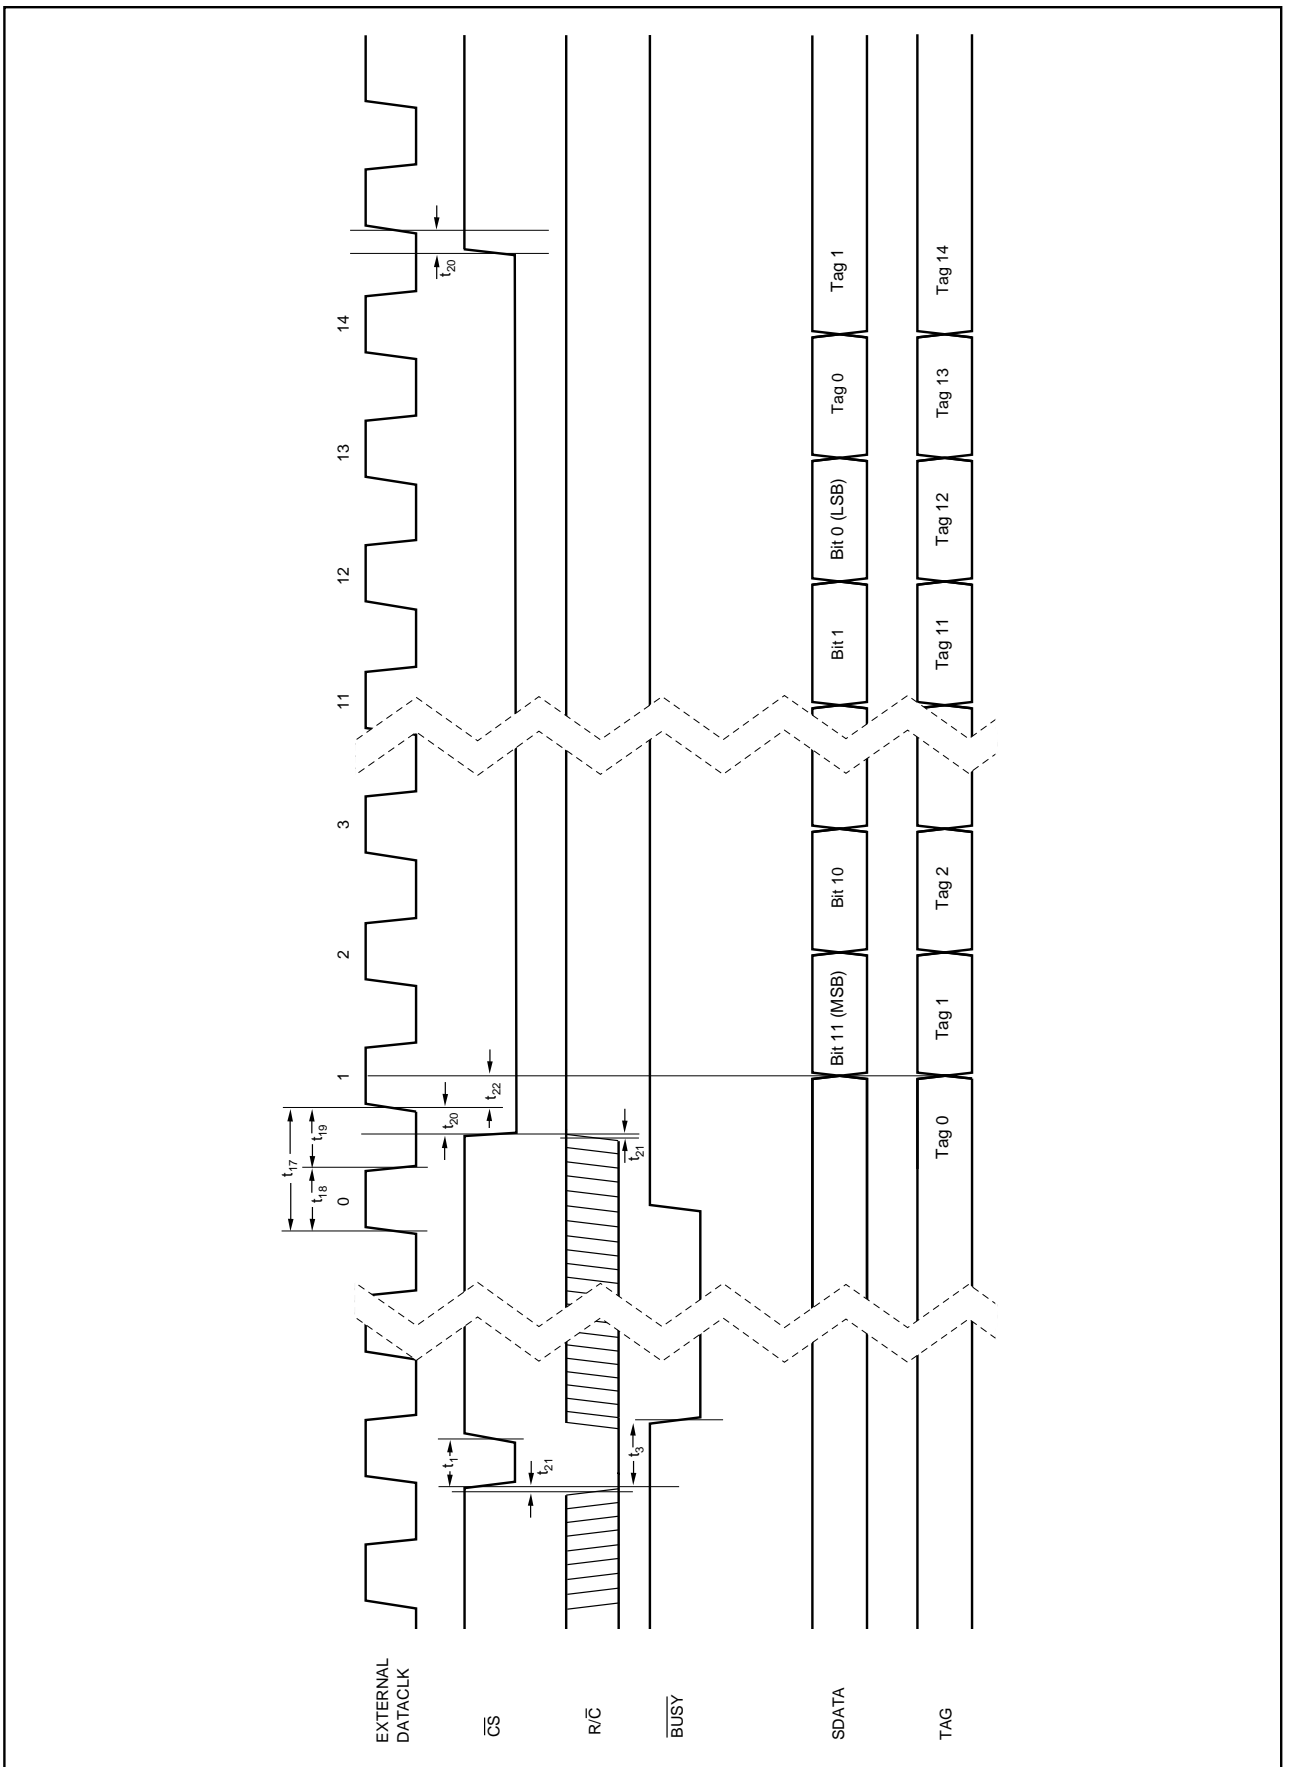 EXTERNAL
DATACLK
0
1
2
3
11
12
13
14
t17
t18
t19
t20
t22
t20
CS
t1
t21
R/C
t21
BUSY
t3
SDATA
Bit 11 (MSB)
Bit 10
Bit 1
Bit 0 (LSB)
Tag 0
Tag 1
TAG
Tag 0
Tag 1
Tag 2
Tag 11
Tag 12
Tag 13
Tag 14